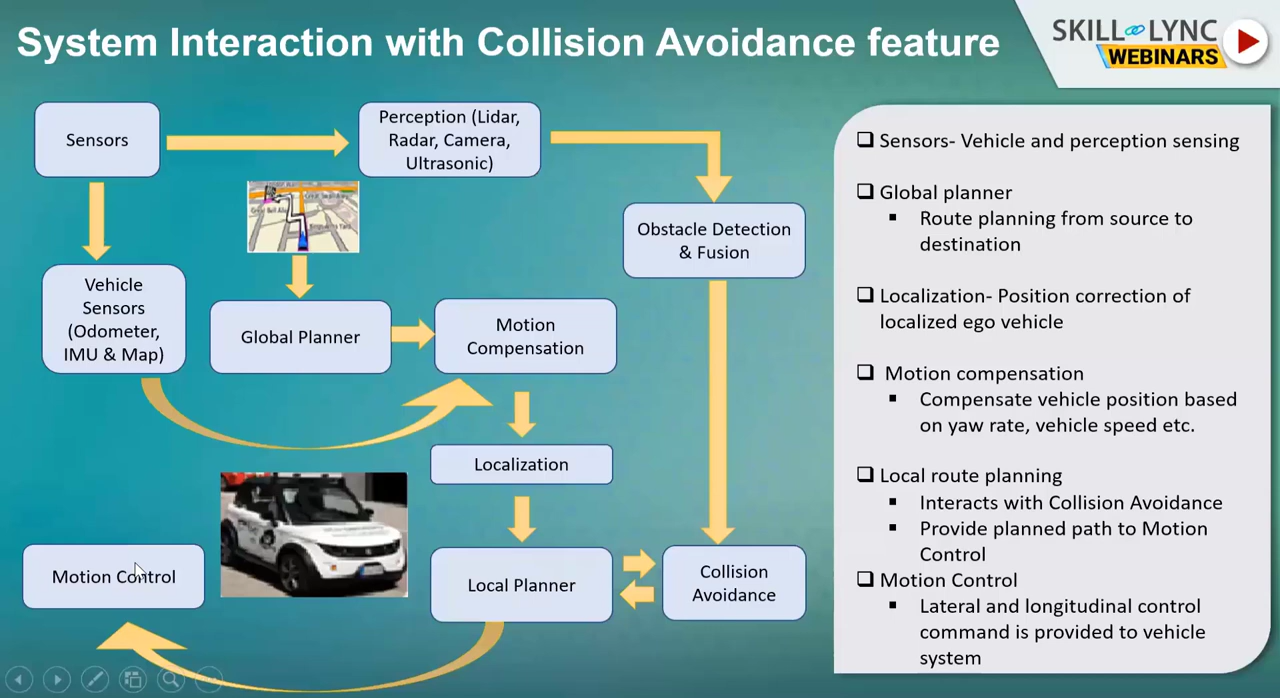 System Interaction with Collision Avoidance feature
SKILL LYNC
WEBINARS
Sensors
Perception (Lidar,
Radar, Camera,
Ultrasonic)
Obstacle Detection
& Fusion
Vehicle
Sensors
(Odometer,
IMU & Map)
Global Planner
Motion
Compensation
Localization
Motion Control
Local Planner
Collision
Avoidance
Sensors- Vehicle and perception sensing
Global planner
Route planning from source to
destination
Localization- Position correction of
localized ego vehicle
Motion compensation
Compensate vehicle position based
on yaw rate, vehicle speed etc.
Local route planning
Interacts with Collision Avoidance
Provide planned path to Motion
Control
Motion Control
Lateral and longitudinal control
command is provided to vehicle
system